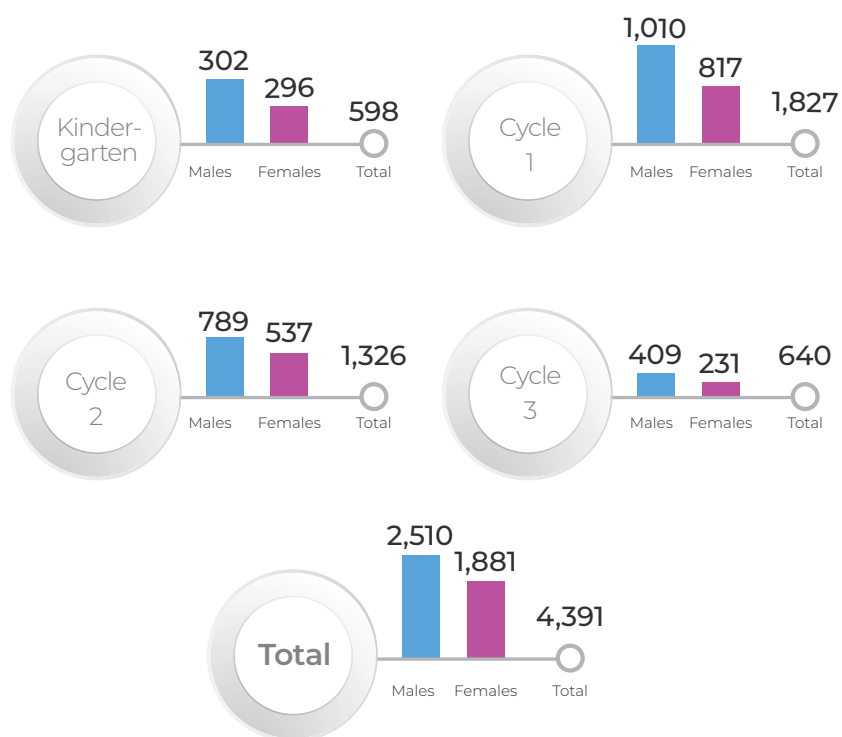 Kinder-
garten
302
296
598
Males
Females
Total
Cycle
1
1,010
817
1,827
Males
Females
Total
Cycle
2
789
537
1,326
Males
Females
Total
Cycle
3
409
231
640
Males
Females
Total
Total
2,510
1,881
4,391
Males
Females
Total